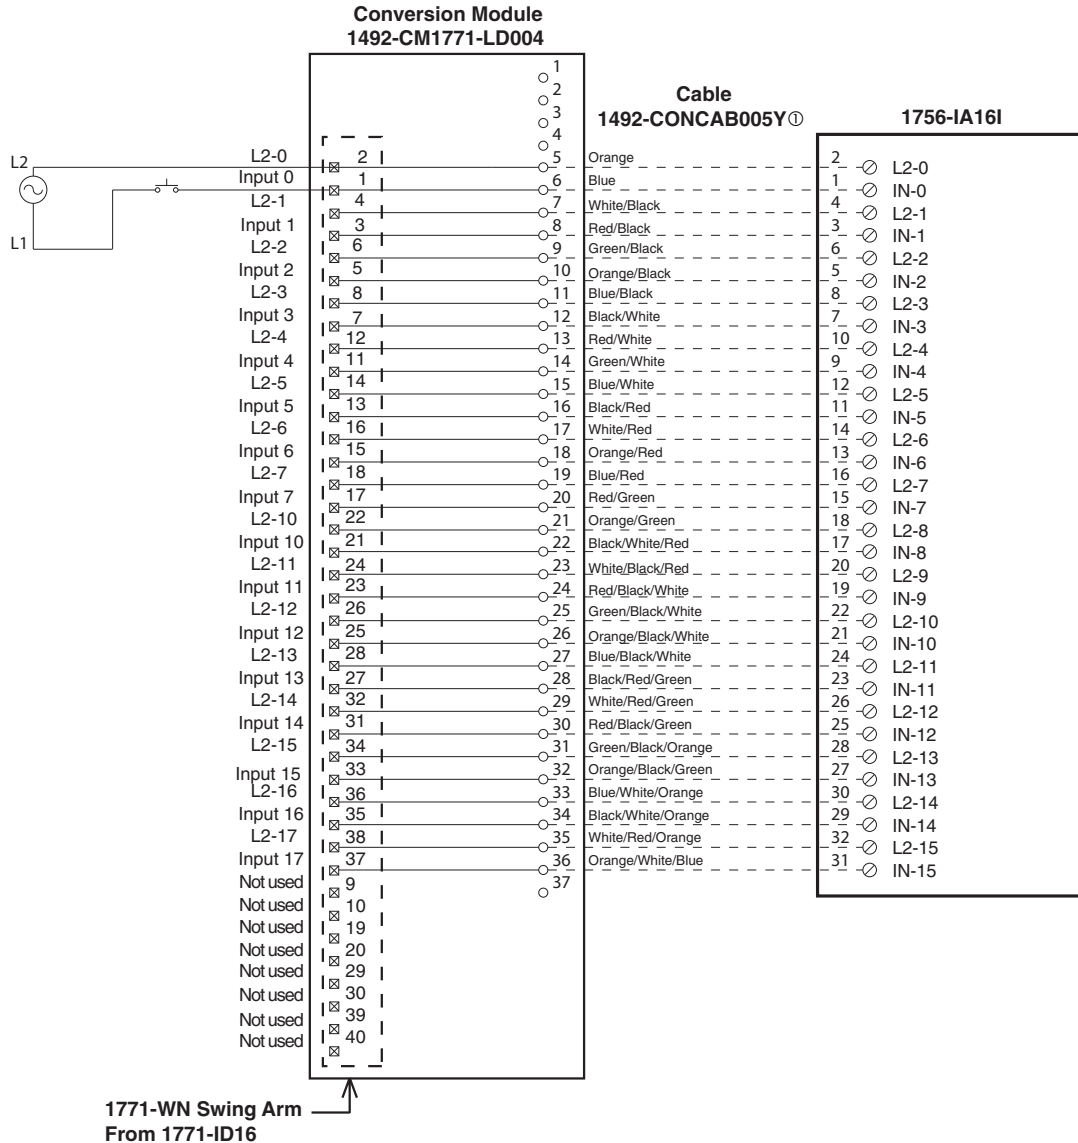 Conversion Module
1492-CM1771-LD004
1
2
3
4
Cable
1492-CONCAB005Y①
1756-IA16I
L2
L1
L2-0 2 5 Orange 2 L2-0
Input 0 1 6 Blue 1 IN-0
L2-1 4 7 White/Black 4 L2-1
Input 1 3 8 Red/Black 3 IN-1
L2-2 6 9 Green/Black 6 L2-2
Input 2 5 10 Orange/Black 5 IN-2
L2-3 8 11 Blue/Black 8 L2-3
Input 3 7 12 Black/White 7 IN-3
L2-4 12 13 Red/White 10 L2-4
Input 4 11 14 Green/White 9 IN-4
L2-5 14 15 Blue/White 12 L2-5
Input 5 13 16 Black/Red 11 IN-5
L2-6 16 17 White/Red 14 L2-6
Input 6 15 18 Orange/Red 13 IN-6
L2-7 18 19 Blue/Red 16 L2-7
Input 7 17 20 Red/Green 15 IN-7
L2-10 22 21 Orange/Green 18 L2-8
Input 10 21 22 Black/White/Red 17 IN-8
L2-11 24 23 White/Black/Red 20 L2-9
Input 11 23 24 Red/Black/White 19 IN-9
L2-12 26 25 Green/Black/White 22 L2-10
Input 12 25 26 Orange/Black/White 21 IN-10
L2-13 28 27 Blue/Black/White 24 L2-11
Input 13 27 28 Black/Red/Green 23 IN-11
L2-14 32 29 White/Red/Green 26 L2-12
Input 14 31 30 Red/Black/Green 25 IN-12
L2-15 34 31 Green/Black/Orange 28 L2-13
Input 15 33 32 Orange/Black/Green 27 IN-13
L2-16 36 33 Blue/White/Orange 30 L2-14
Input 16 35 34 Black/White/Orange 29 IN-14
L2-17 38 35 White/Red/Orange 32 L2-15
Input 17 37 36 Orange/White/Blue 31 IN-15
Not used 9 37
Not used 10
Not used 19
Not used 20
Not used 29
Not used 30
Not used 39
Not used 40
1771-WN Swing Arm
From 1771-ID16